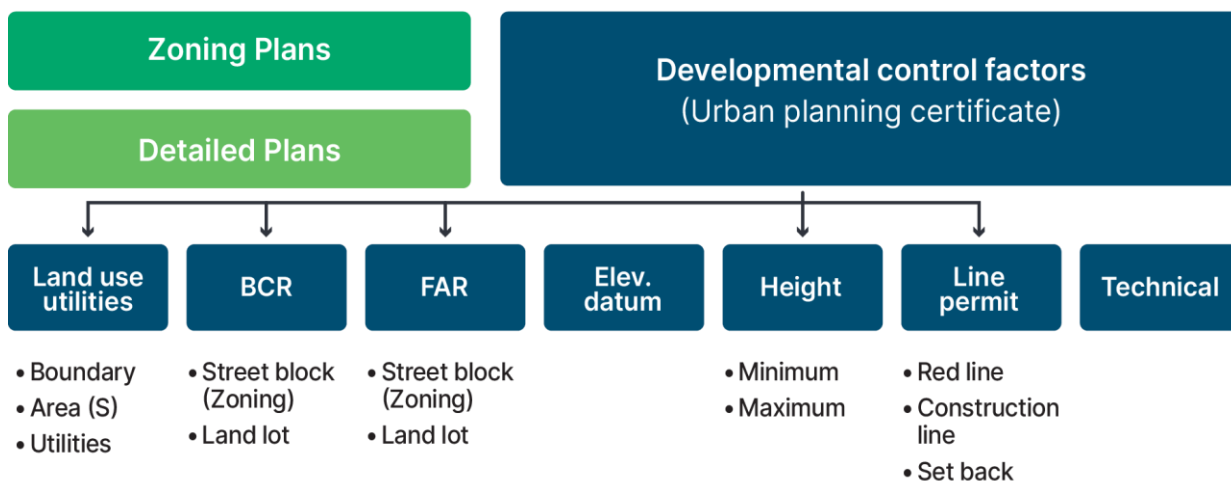 Zoning Plans
Detailed Plans
Developmental control factors
(Urban planning certificate)
Land use
utilities
BCR
FAR
Elev.
datum
Height
Line
permit
Technical
• Boundary
• Area (S)
• Utilities
• Street block
(Zoning)
• Land lot
• Street block
(Zoning)
• Land lot
• Minimum
• Maximum
• Red line
• Construction
line
• Set back